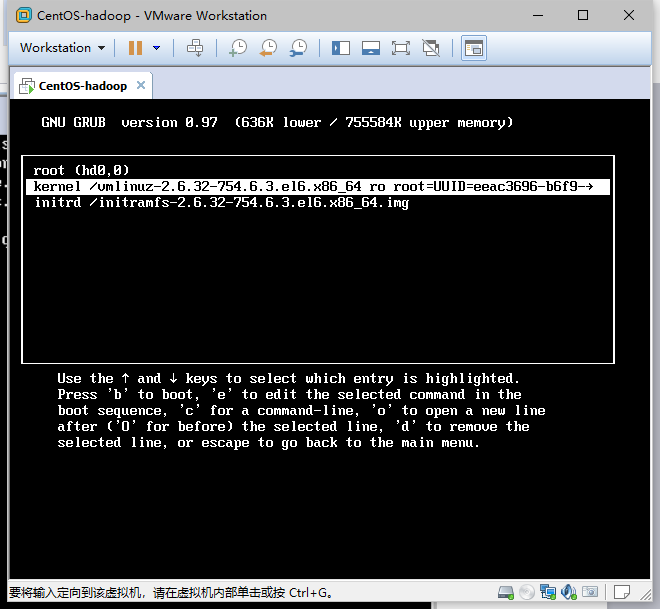 CentOS-hadoop - VMware Workstation
Workstation
CentOS-hadoop
GNU GRUB version 0.97 (636K lower / 755584K upper memory)
root (hd0,0)
kernel /vmlinuz-2.6.32-754.6.3.el6.x86_64 ro root=UUID=eeac3696-b6f9-→
initrd /initramfs-2.6.32-754.6.3.el6.x86_64.img
Use the ↑ and ↓ keys to select which entry is highlighted.
Press 'b' to boot, 'e' to edit the selected command in the
boot sequence, 'c' for a command-line, 'o' to open a new line
after ('O' for before) the selected line, 'd' to remove the
selected line, or escape to go back to the main menu.
要将输入定向到该虚拟机，请在虚拟机内部单击或按 Ctrl+G。